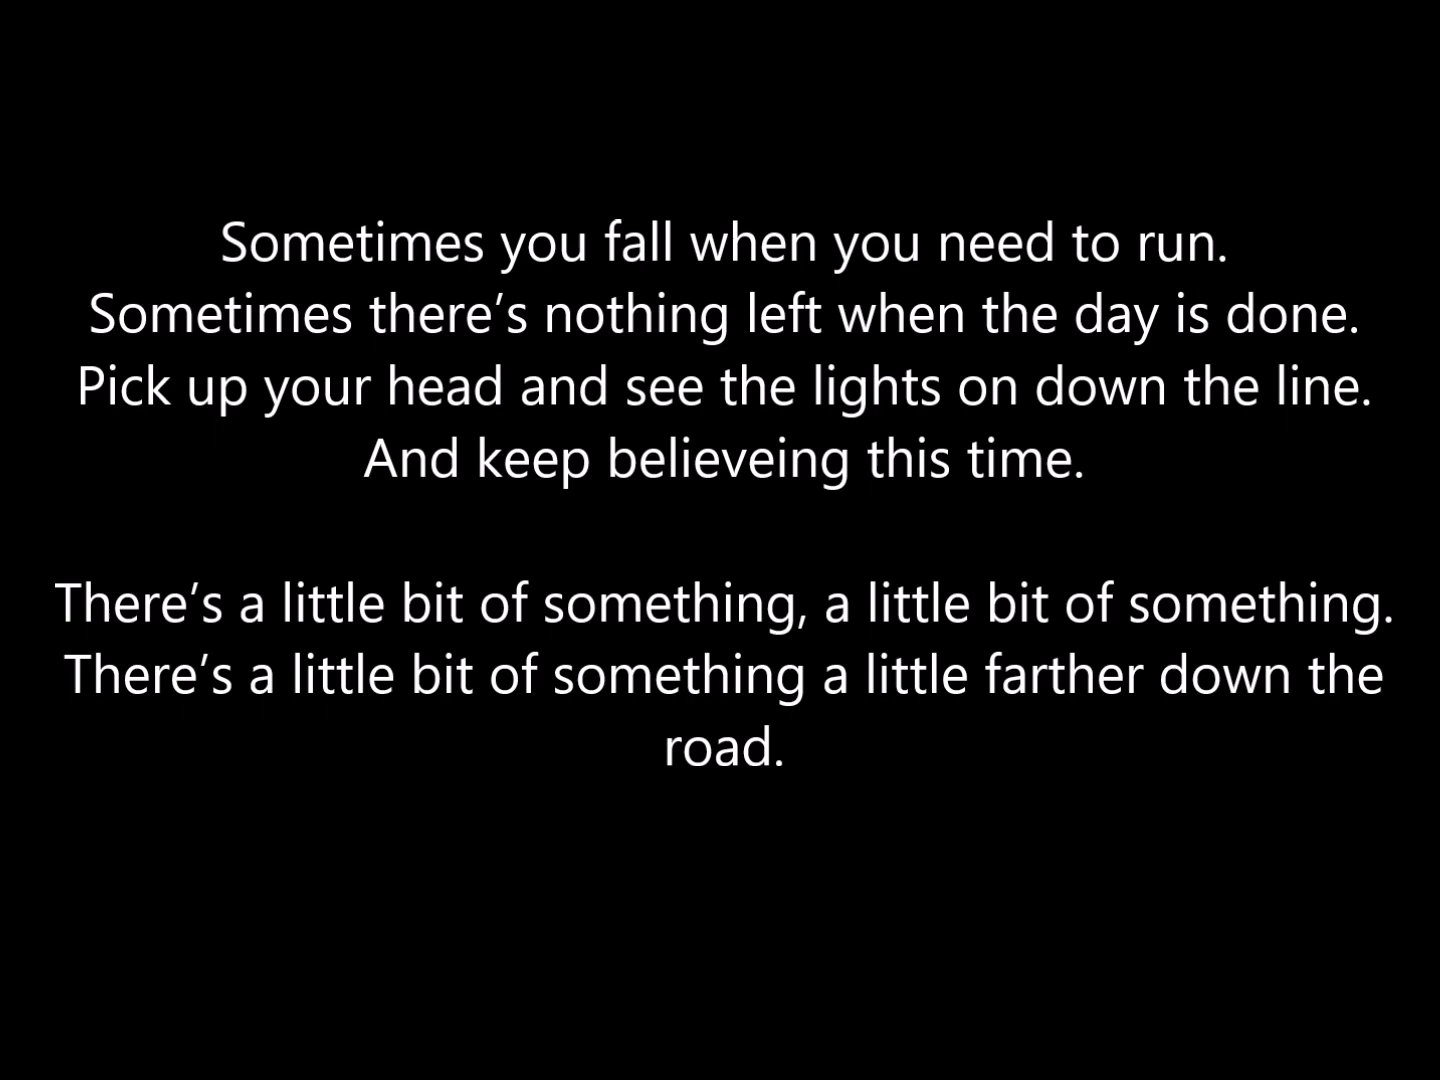 Sometimes you fall when you need to run.
Sometimes there’s nothing left when the day is done.
Pick up your head and see the lights on down the line.
And keep believeing this time.
There’s a little bit of something, a little bit of something.
There’s a little bit of something a little farther down the
road.